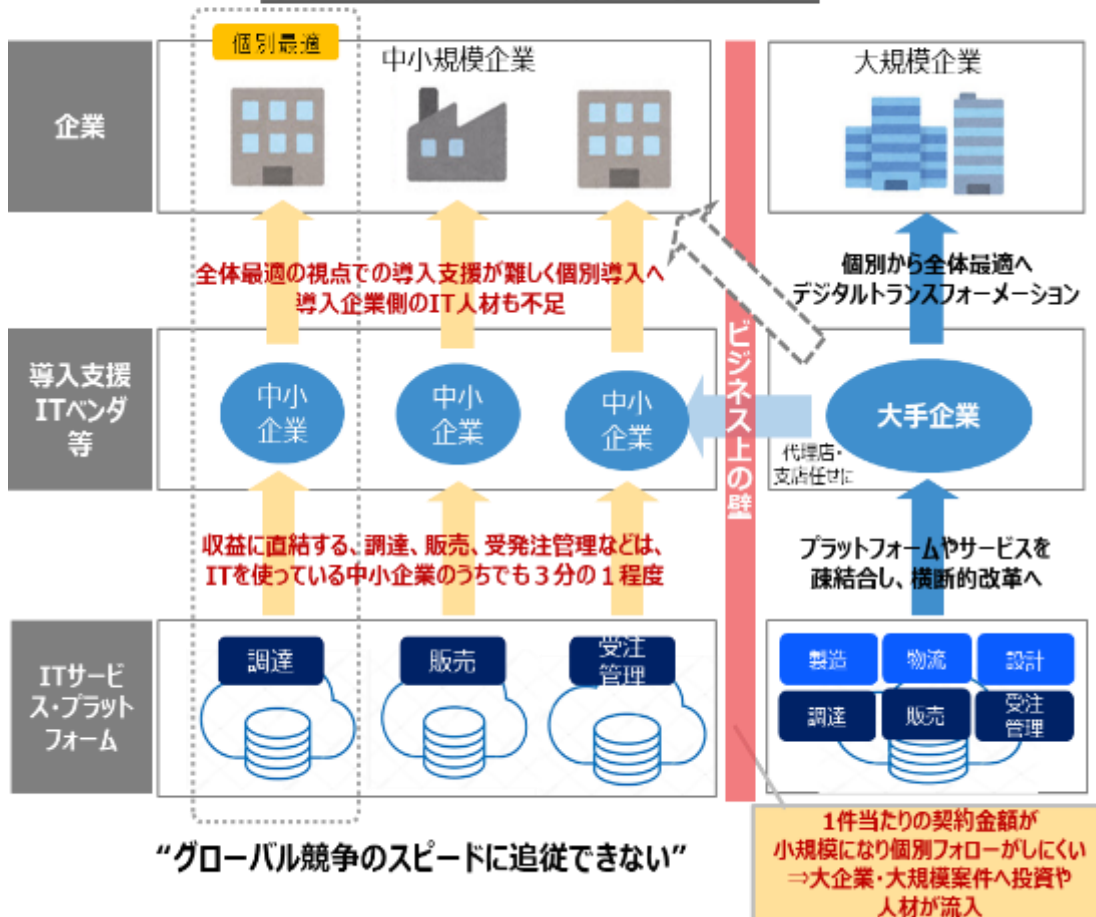 個別最適
中小規模企業
大規模企業
企業
全体最適の視点での導入支援が難しく個別導入へ
導入企業側のIT人材も不足
個別から全体最適へ
デジタルトランスフォーメーション
ビジネス上の壁
導入支援
ITベンダ
等
中小
企業
中小
企業
中小
企業
大手企業
代理店・
支店任せに
収益に直結する、調達、販売、受発注管理などは、
ITを使っている中小企業のうちでも３分の１程度
プラットフォームやサービスを
疎結合し、横断的改革へ
ITサービ
ス・プラット
フォーム
調達
販売
受注
管理
製造
物流
設計
調達
販売
受注
管理
“グローバル競争のスピードに追従できない”
1件当たりの契約金額が
小規模になり個別フォローがしにくい
⇒大企業・大規模案件へ投資や
人材が流入